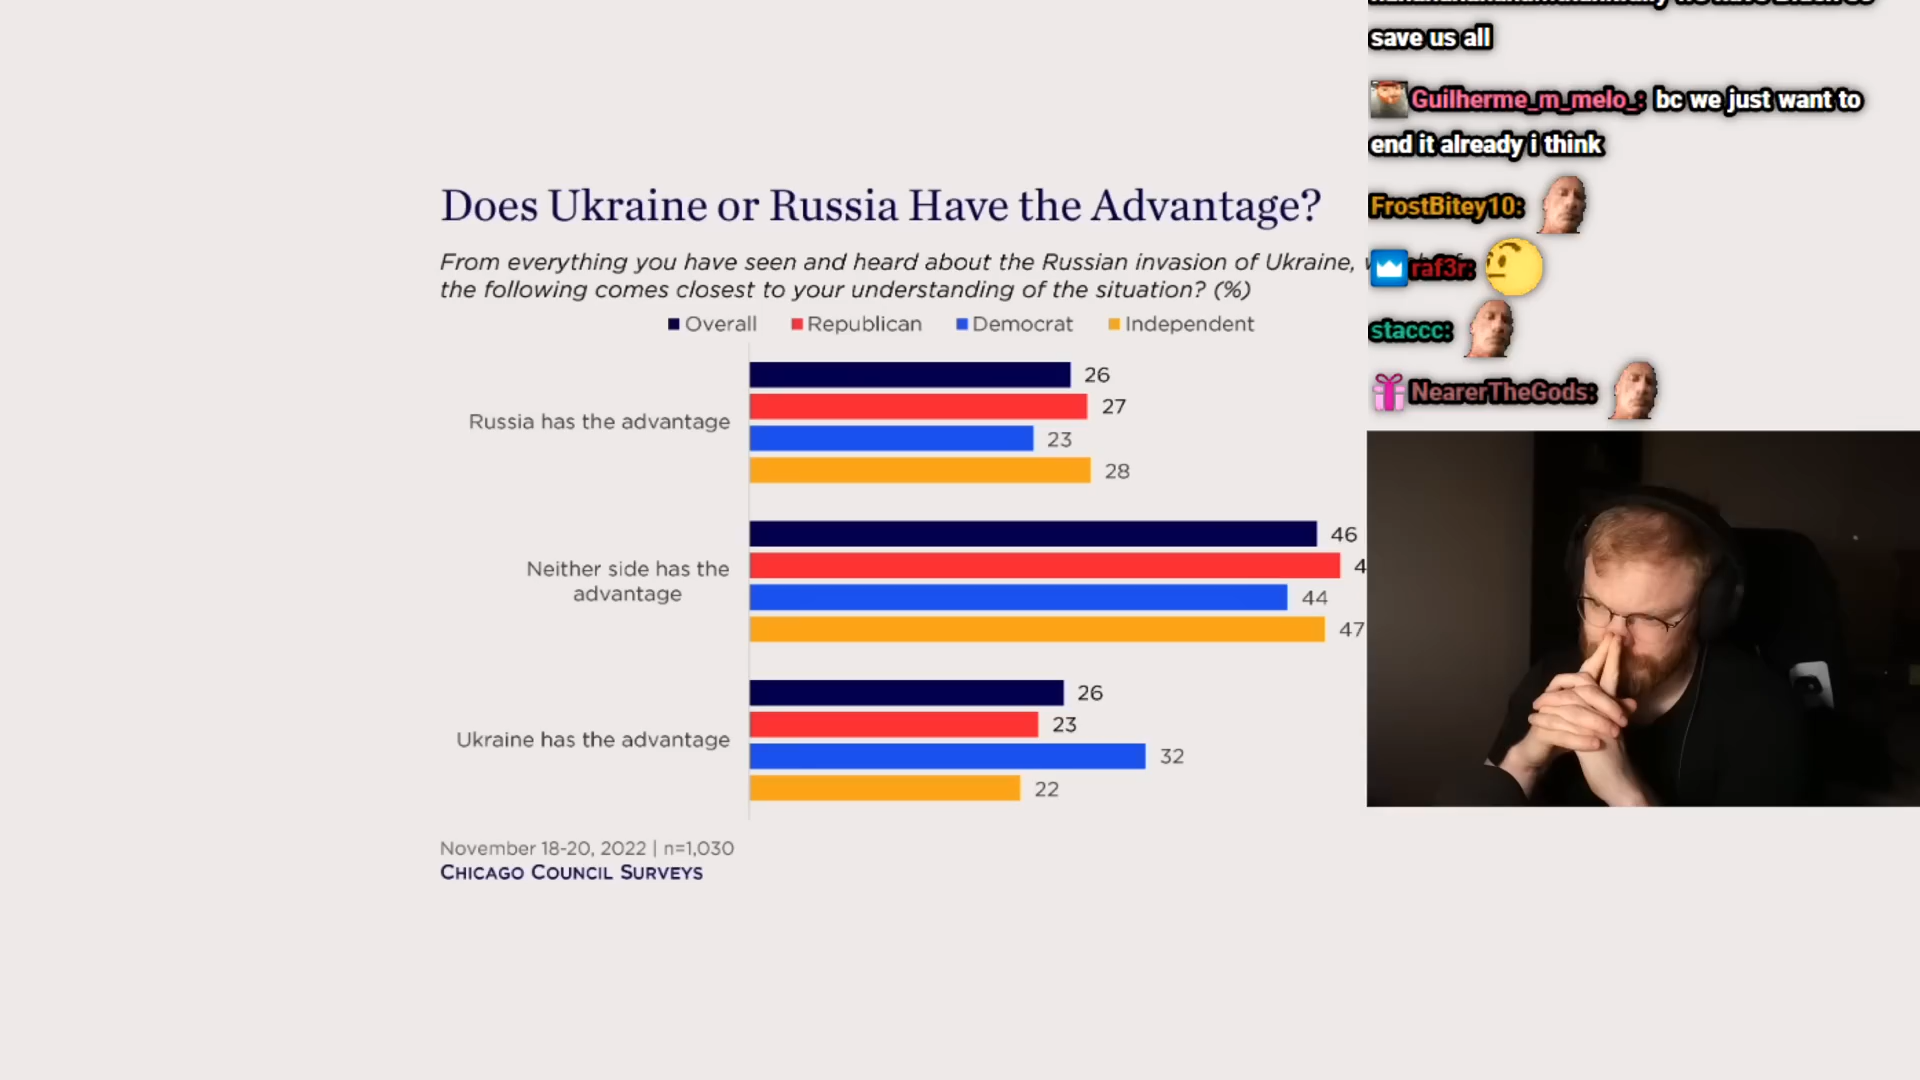 save us all
Guilherme_m_melo_: bc we just want to
end it already i think
FrostBitey10:
raf3r:
staccc:
NearerTheGods:
Does Ukraine or Russia Have the Advantage?
From everything you have seen and heard about the Russian invasion of Ukraine,
the following comes closest to your understanding of the situation? (%)
Overall Republican Democrat Independent
Russia has the advantage
26
27
23
28
Neither side has the
advantage
46
4
44
47
Ukraine has the advantage
26
23
32
22
November 18-20, 2022 | n=1,030
CHICAGO COUNCIL SURVEYS